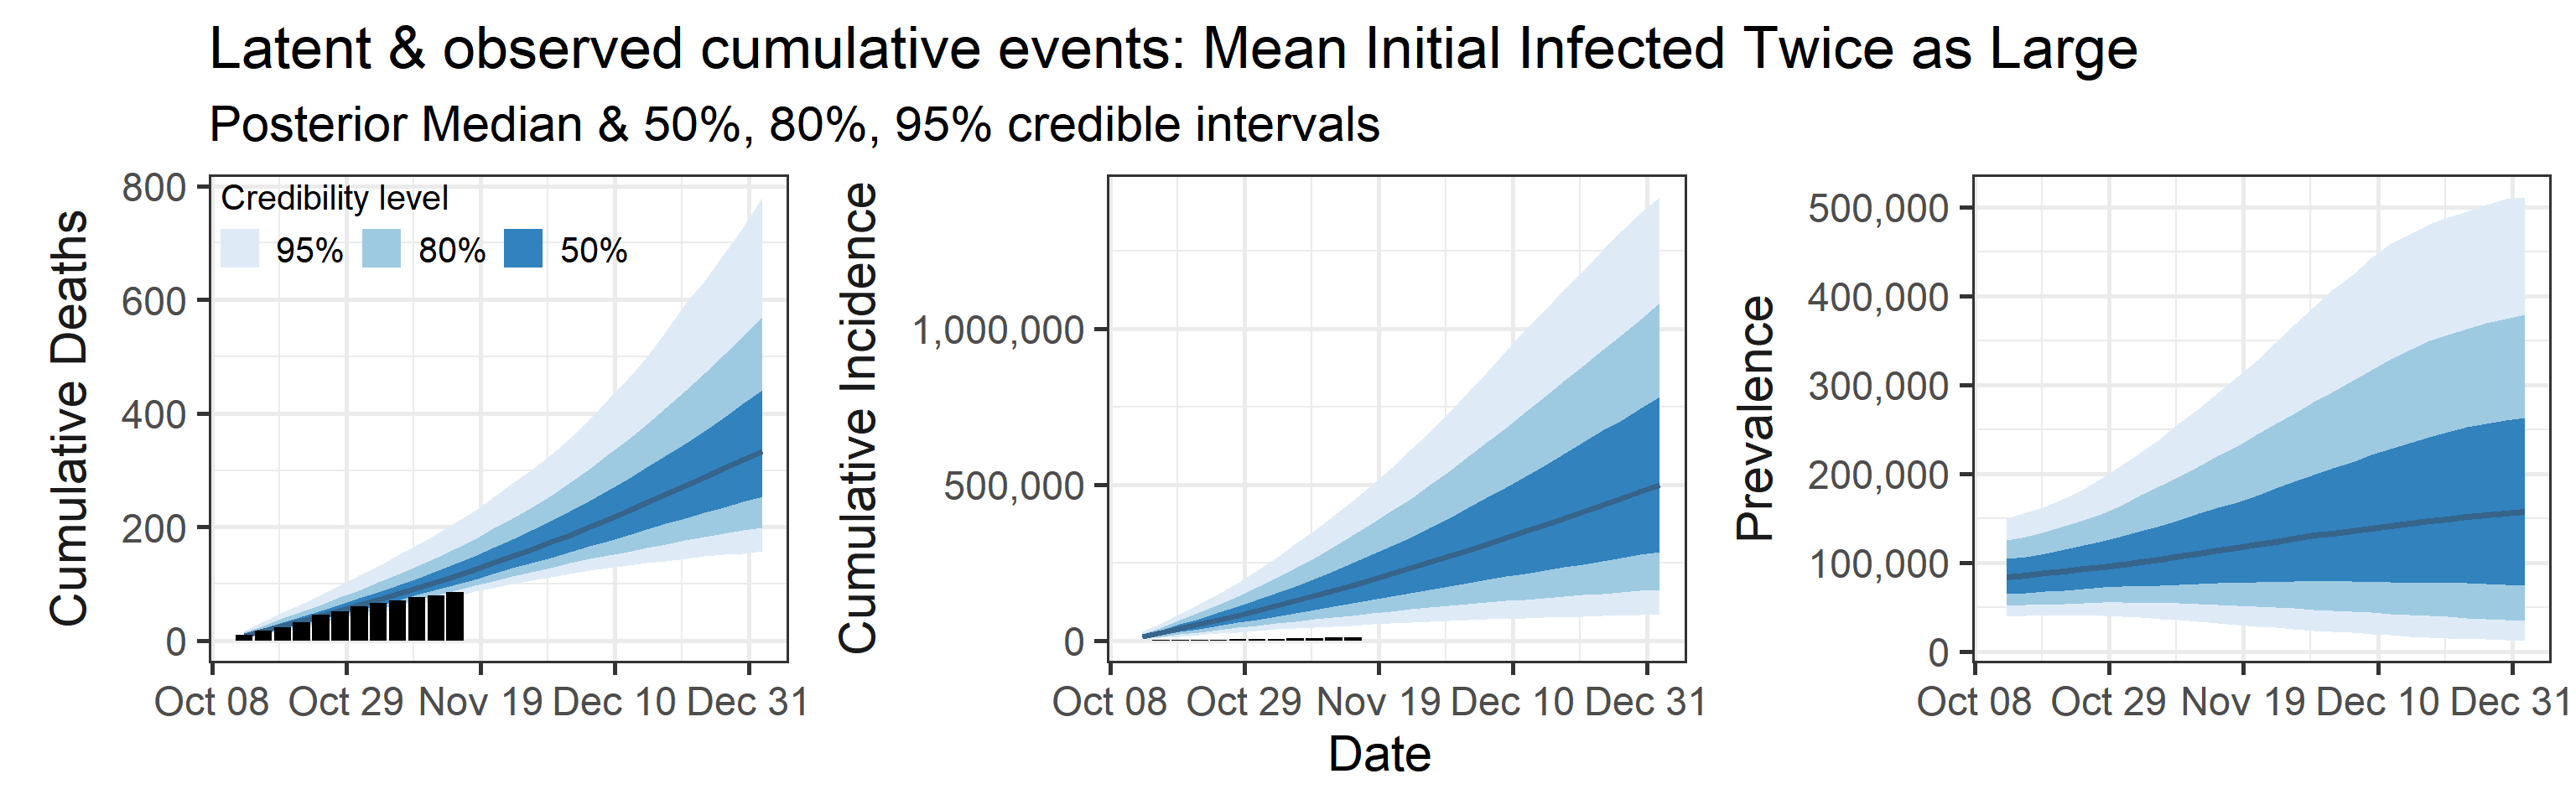 Latent & observed cumulative events: Mean Initial Infected Twice as Large
Posterior Median & 50%, 80%, 95% credible intervals
Cumulative Deaths
800
600
400
200
0
Credibility level
95% 80% 50%
Oct 08 Oct 29 Nov 19 Dec 10 Dec 31
Cumulative Incidence
1,000,000
500,000
0
Oct 08 Oct 29 Nov 19 Dec 10 Dec 31
Prevalence
500,000
400,000
300,000
200,000
100,000
0
Oct 08 Oct 29 Nov 19 Dec 10 Dec 31
Date